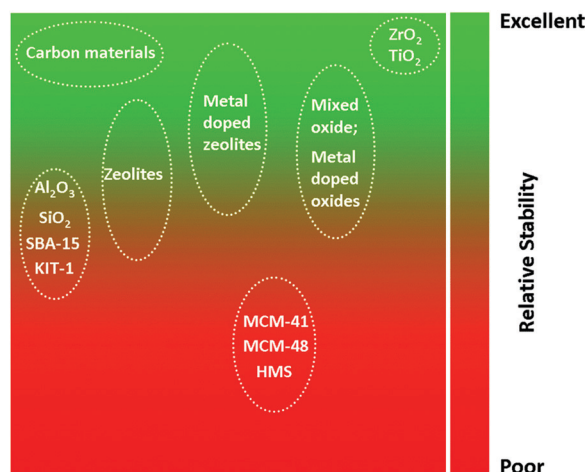 Excellent
ZrO₂
TiO₂
Carbon materials
Metal
doped
zeolites
Mixed
oxide;
Metal
doped
oxides
Zeolites
Al₂O₃
SiO₂
SBA-15
KIT-1
MCM-41
MCM-48
HMS
Relative Stability
Poor